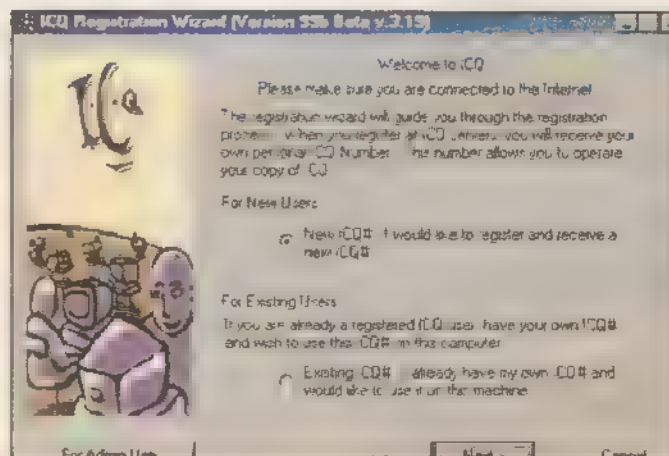 ICQ Registration Wizard (Version 99b Beta v.3.19)
Welcome to ICQ
Please make sure you are connected to the Internet
The registration wizard will guide you through the registration
process. When you register at ICQ servers, you will receive your
own personal ICQ Number. This number allows you to operate
your copy of ICQ
For New Users
New ICQ# I would like to register and receive a
new ICQ#
For Existing Users
If you are already a registered ICQ user, have your own ICQ#
and wish to use this ICQ# on this computer
Existing ICQ# I already have my own ICQ# and
would like to use it on this machine
For Admin Use
Next >
Cancel